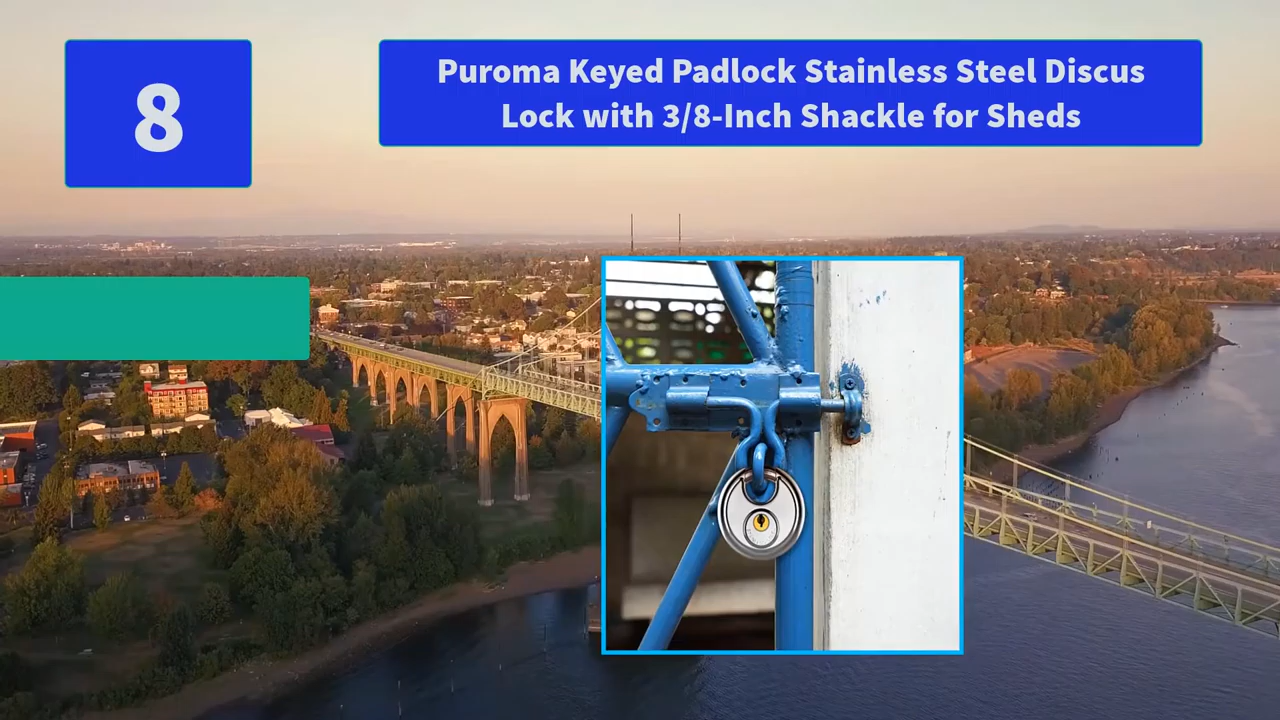 8
Puroma Keyed Padlock Stainless Steel Discus
Lock with 3/8-Inch Shackle for Sheds